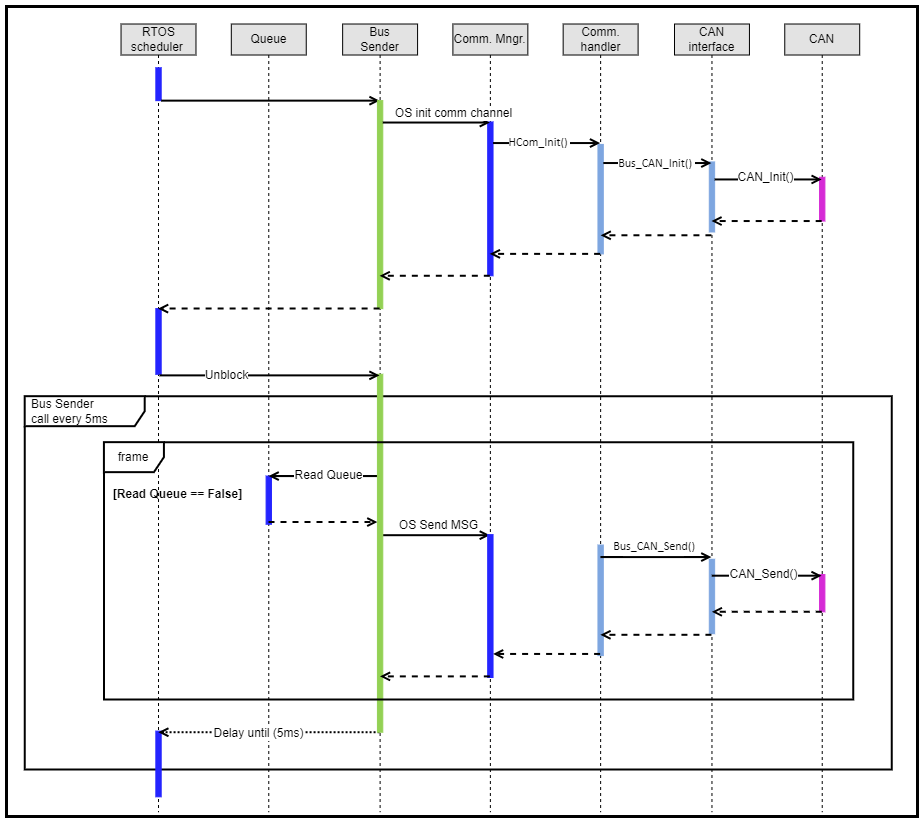 RTOS
scheduler
Queue
Bus
Sender
Comm. Mngr.
Comm.
handler
CAN
interface
CAN
OS init comm channel
HCom_Init()
Bus_CAN_Init()
CAN_Init()
Unblock
Bus Sender
call every 5ms
frame
Read Queue
[Read Queue == False]
OS Send MSG
Bus_CAN_Send()
CAN_Send()
Delay until (5ms)